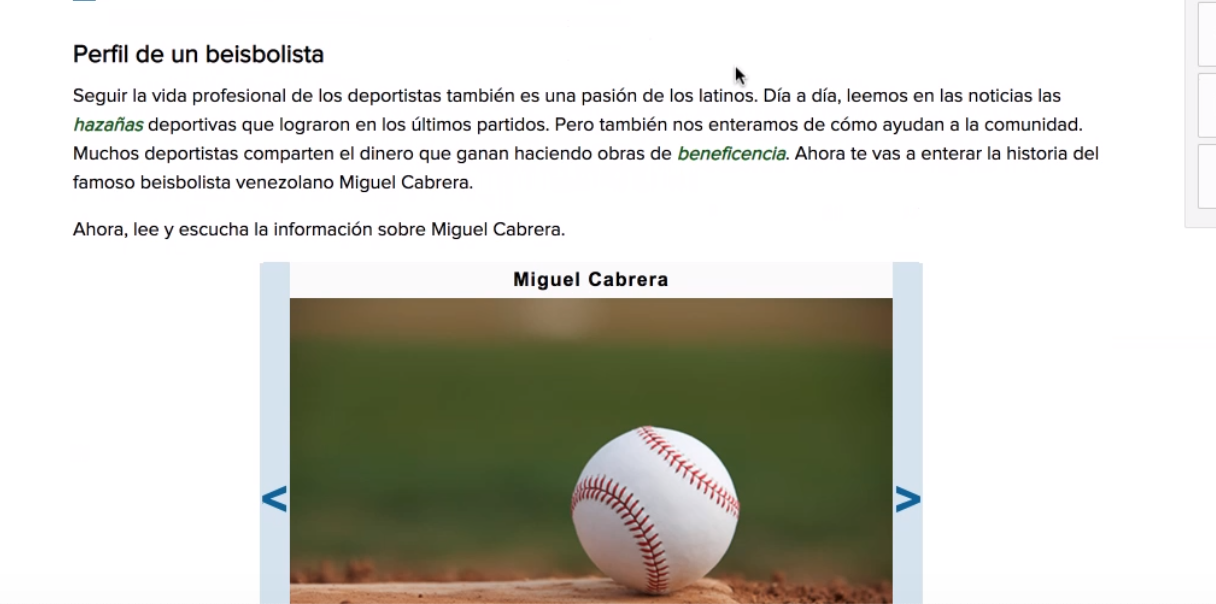 Perfil de un beisbolista
Seguir la vida profesional de los deportistas también es una pasión de los latinos. Día a día, leemos en las noticias las
hazañas deportivas que lograron en los últimos partidos. Pero también nos enteramos de cómo ayudan a la comunidad.
Muchos deportistas comparten el dinero que ganan haciendo obras de beneficencia. Ahora te vas a enterar la historia del
famoso beisbolista venezolano Miguel Cabrera.
Ahora, lee y escucha la información sobre Miguel Cabrera.
Miguel Cabrera
< >